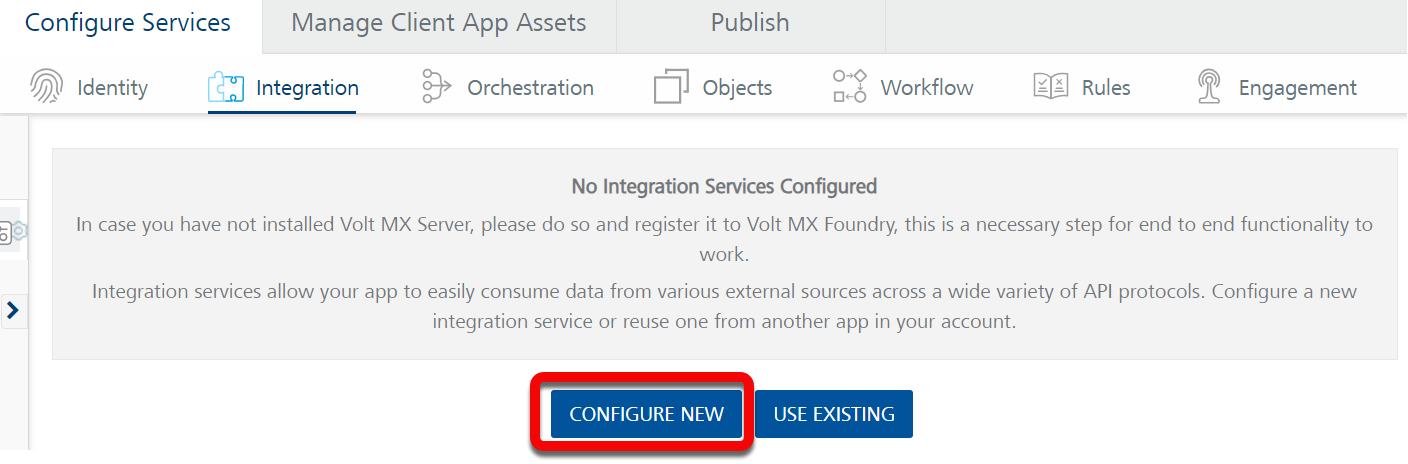 Configure Services Manage Client App Assets Publish
Identity Integration Orchestration Objects Workflow Rules Engagement
No Integration Services Configured
In case you have not installed Volt MX Server, please do so and register it to Volt MX Foundry, this is a necessary step for end to end functionality to
work.
Integration services allow your app to easily consume data from various external sources across a wide variety of API protocols. Configure a new
integration service or reuse one from another app in your account.
CONFIGURE NEW USE EXISTING